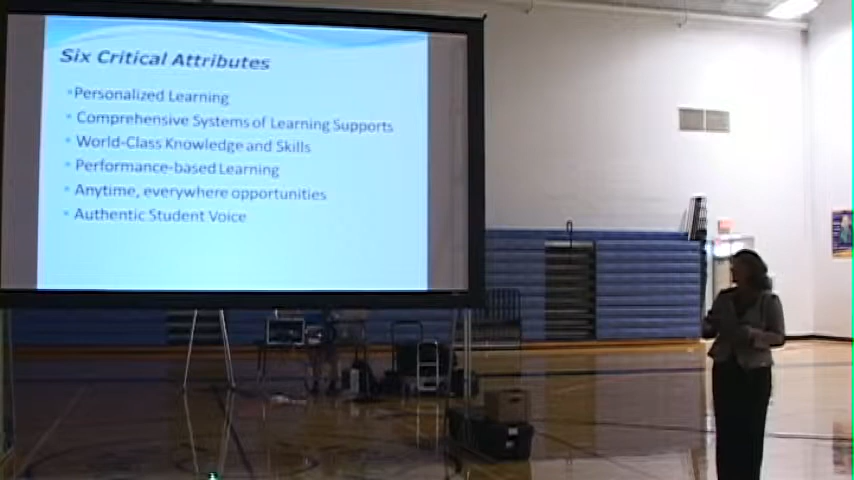 Six Critical Attributes
Personalized Learning
Comprehensive Systems of Learning Supports
World-Class Knowledge and Skills
Performance-based Learning
Anytime, everywhere opportunities
Authentic Student Voice